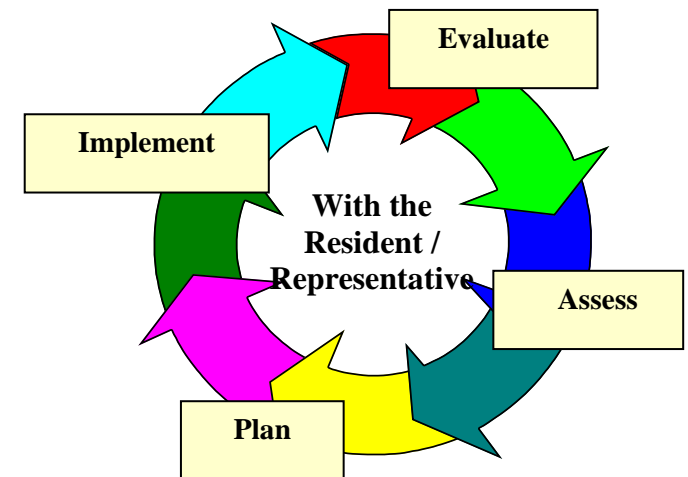 Evaluate
Implement
With the
Resident /
Representative
Assess
Plan